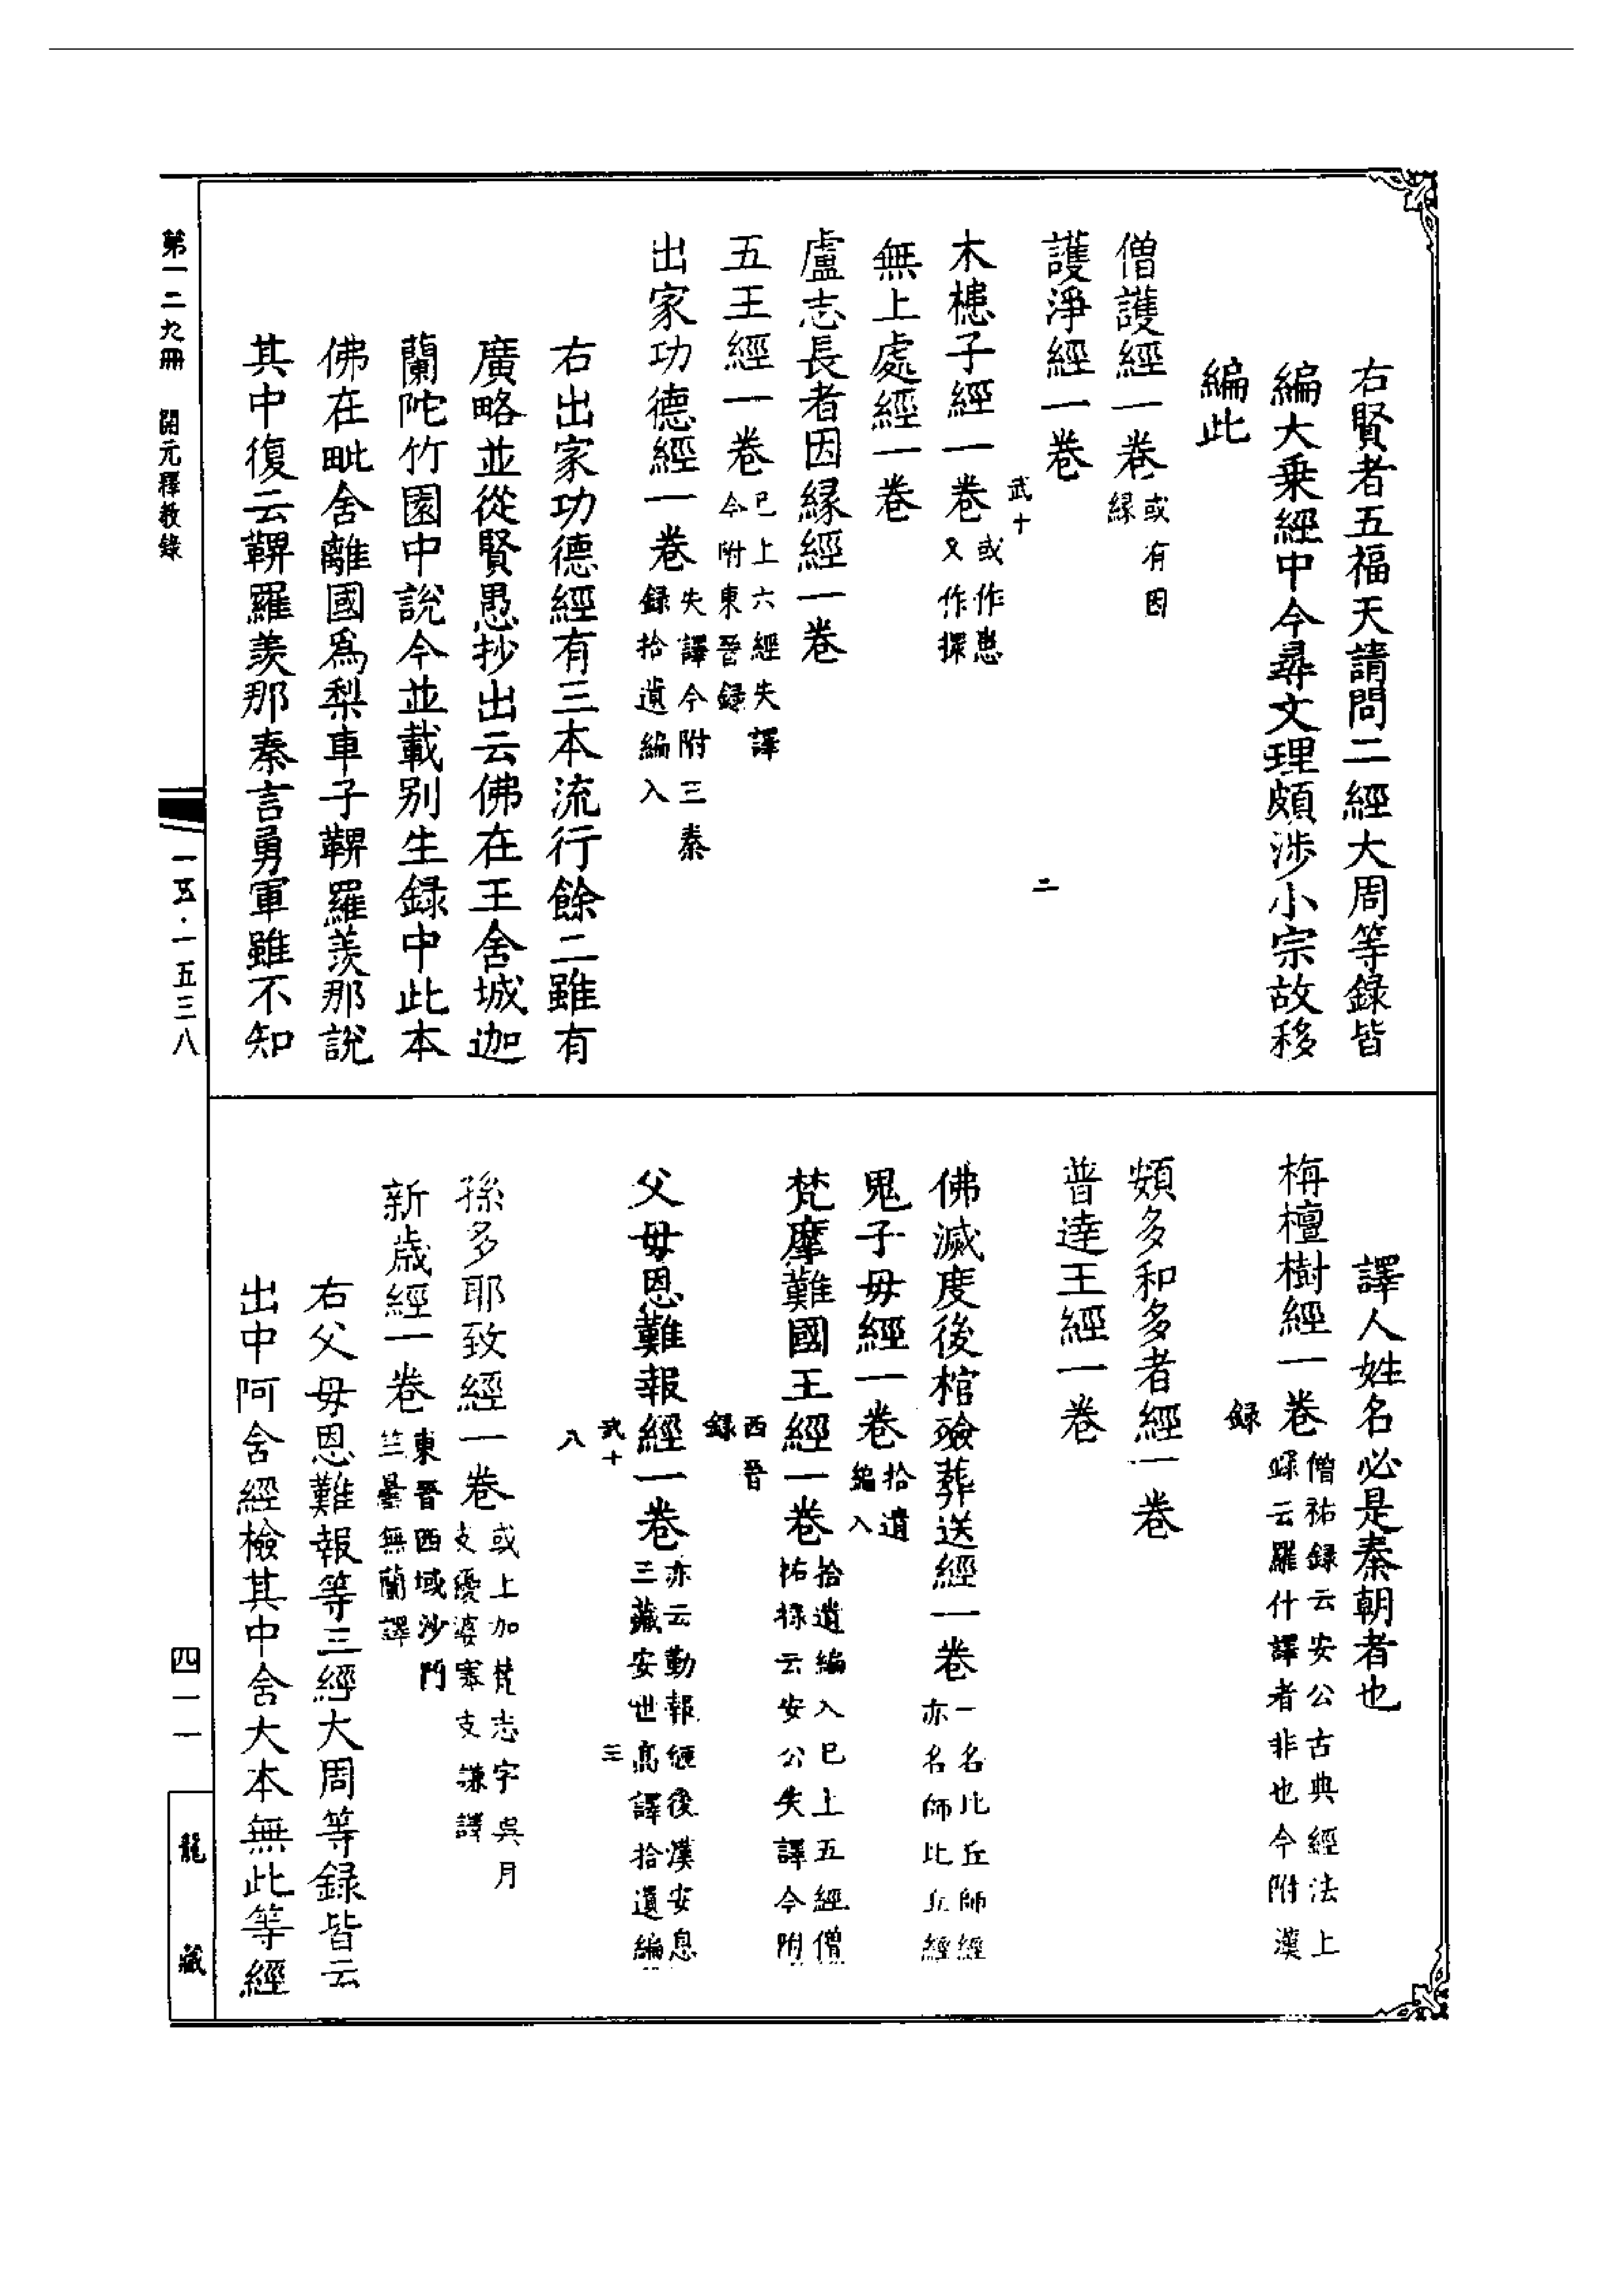 右賢者五福天請問二經大周等錄皆
編大乗經中今尋文理頗涉小宗故移
編此
僧護經一卷或有因
緣
護淨經一卷
武十
二
木槵子經一卷或作患
又作㮡
無上處經一卷
盧志長者因緣經一卷
五王經一卷已上六經失譯
今附東晉録
出家功德經一卷失譯今附三秦
録拾遺編入
右出家功德經有三本流行餘二雖有
廣略並從賢愚抄出云佛在王舍城迦
蘭陀竹園中說今並載别生録中此本
佛在毗舍離國爲梨車子鞞羅羡那說
其中復云鞞羅羨那秦言勇軍雖不知
譯人姓名必是秦朝者也
栴檀樹經一卷僧祐録云安公古典經法上
録云羅什譯者非也今附漢
録
頞多和多耆經一卷
普達王經一卷
佛滅度後棺殮葬送經一卷一名比丘師經
亦名師比丘經
鬼子母經一卷拾遺
編入
梵摩難國王經一卷拾遺編入已上五經僧
祐録云安公失譯今附
西晉
録
父母恩難報經一卷亦云勤報經後漢安息
三藏安世高譯拾遺編
武十
三
入
孫多耶致經一卷或上加梵志字吳月
支優婆塞支謙譯
新歲經一卷東晉西域沙門
竺曇無蘭譯
右父母恩難報等三經大周等録皆云
出中阿含經檢其中含大本無此等經
第一二九冊 開元釋教錄
一五·一五三八
四一一
龍藏